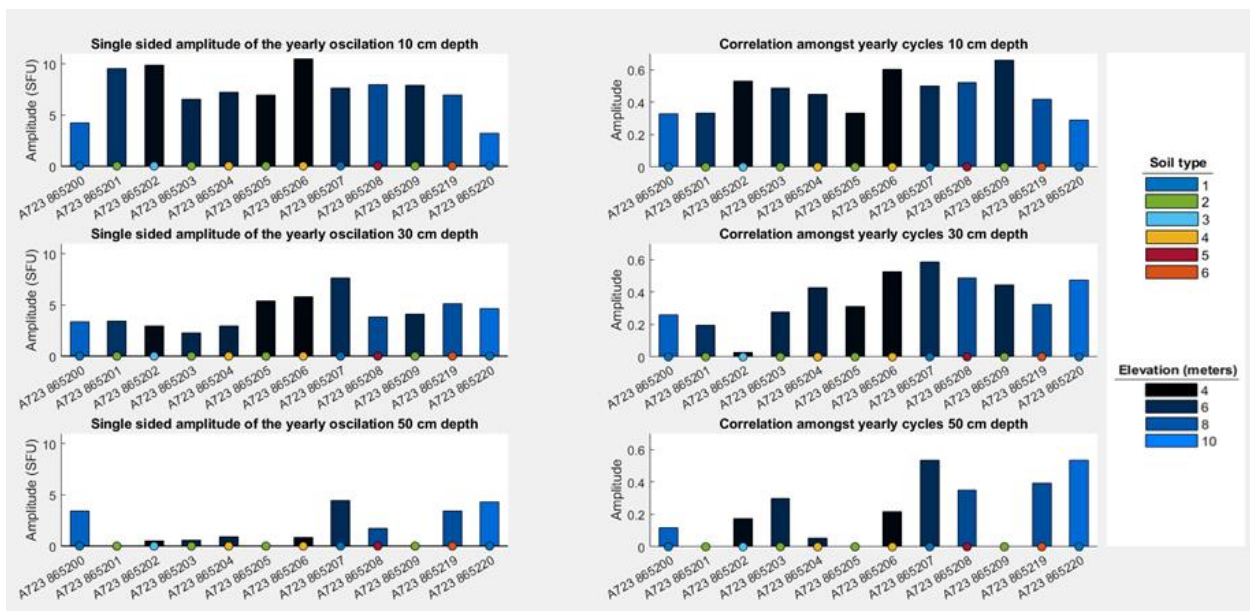 Single sided amplitude of the yearly oscilation 10 cm depth
Amplitude (SFU)
10
5
0
A723 865200
A723 865201
A723 865202
A723 865203
A723 865204
A723 865205
A723 865206
A723 865207
A723 865208
A723 865209
A723 865219
A723 865220
Correlation amongst yearly cycles 10 cm depth
Amplitude
0.6
0.4
0.2
0
A723 865200
A723 865201
A723 865202
A723 865203
A723 865204
A723 865205
A723 865206
A723 865207
A723 865208
A723 865209
A723 865219
A723 865220
Single sided amplitude of the yearly oscilation 30 cm depth
Amplitude (SFU)
10
5
0
A723 865200
A723 865201
A723 865202
A723 865203
A723 865204
A723 865205
A723 865206
A723 865207
A723 865208
A723 865209
A723 865219
A723 865220
Correlation amongst yearly cycles 30 cm depth
Amplitude
0.6
0.4
0.2
0
A723 865200
A723 865201
A723 865202
A723 865203
A723 865204
A723 865205
A723 865206
A723 865207
A723 865208
A723 865209
A723 865219
A723 865220
Single sided amplitude of the yearly oscilation 50 cm depth
Amplitude (SFU)
10
5
0
A723 865200
A723 865201
A723 865202
A723 865203
A723 865204
A723 865205
A723 865206
A723 865207
A723 865208
A723 865209
A723 865219
A723 865220
Correlation amongst yearly cycles 50 cm depth
Amplitude
0.6
0.4
0.2
0
A723 865200
A723 865201
A723 865202
A723 865203
A723 865204
A723 865205
A723 865206
A723 865207
A723 865208
A723 865209
A723 865219
A723 865220
Soil type
1
2
3
4
5
6
Elevation (meters)
4
6
8
10